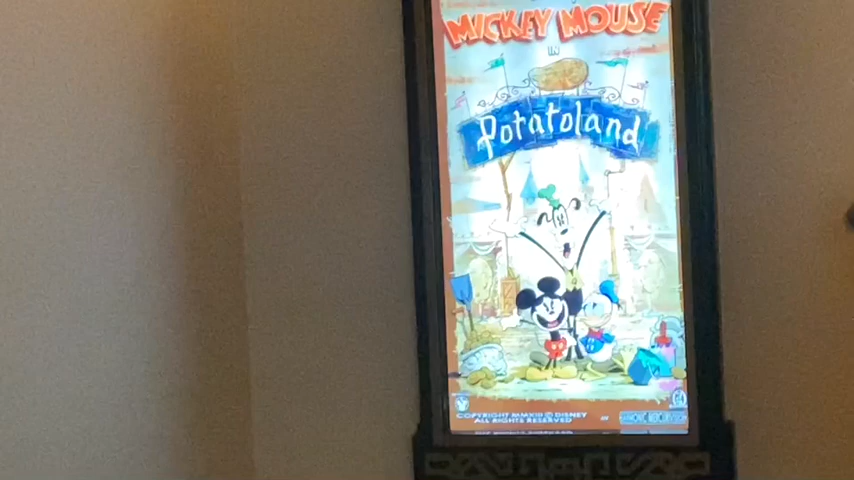 MICKEY MOUSE
IN
Potatoland
COPYRIGHT MMXIII © DISNEY
ALL RIGHTS RESERVED